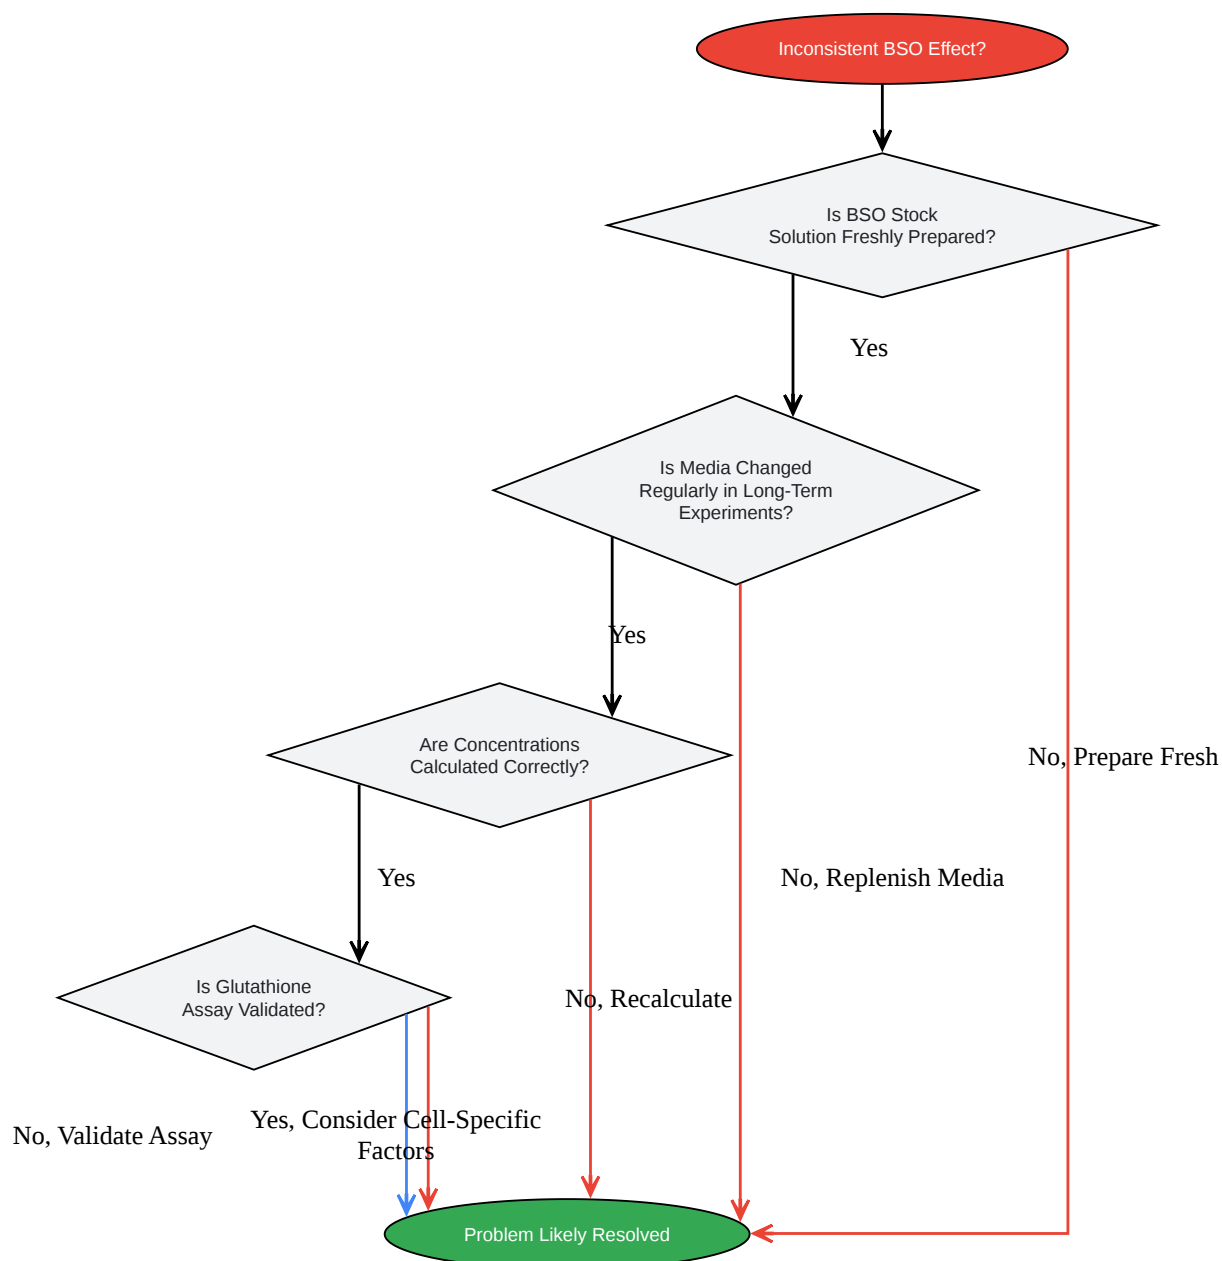 Inconsistent BSO Effect?
Is BSO Stock
Solution Freshly Prepared?
Yes
Is Media Changed
Regularly in Long-Term
Experiments?
Yes
Are Concentrations
Calculated Correctly?
No, Prepare Fresh
Yes
No, Replenish Media
Is Glutathione
Assay Validated?
No, Recalculate
No, Validate Assay
Yes, Consider Cell-Specific
Factors
Problem Likely Resolved